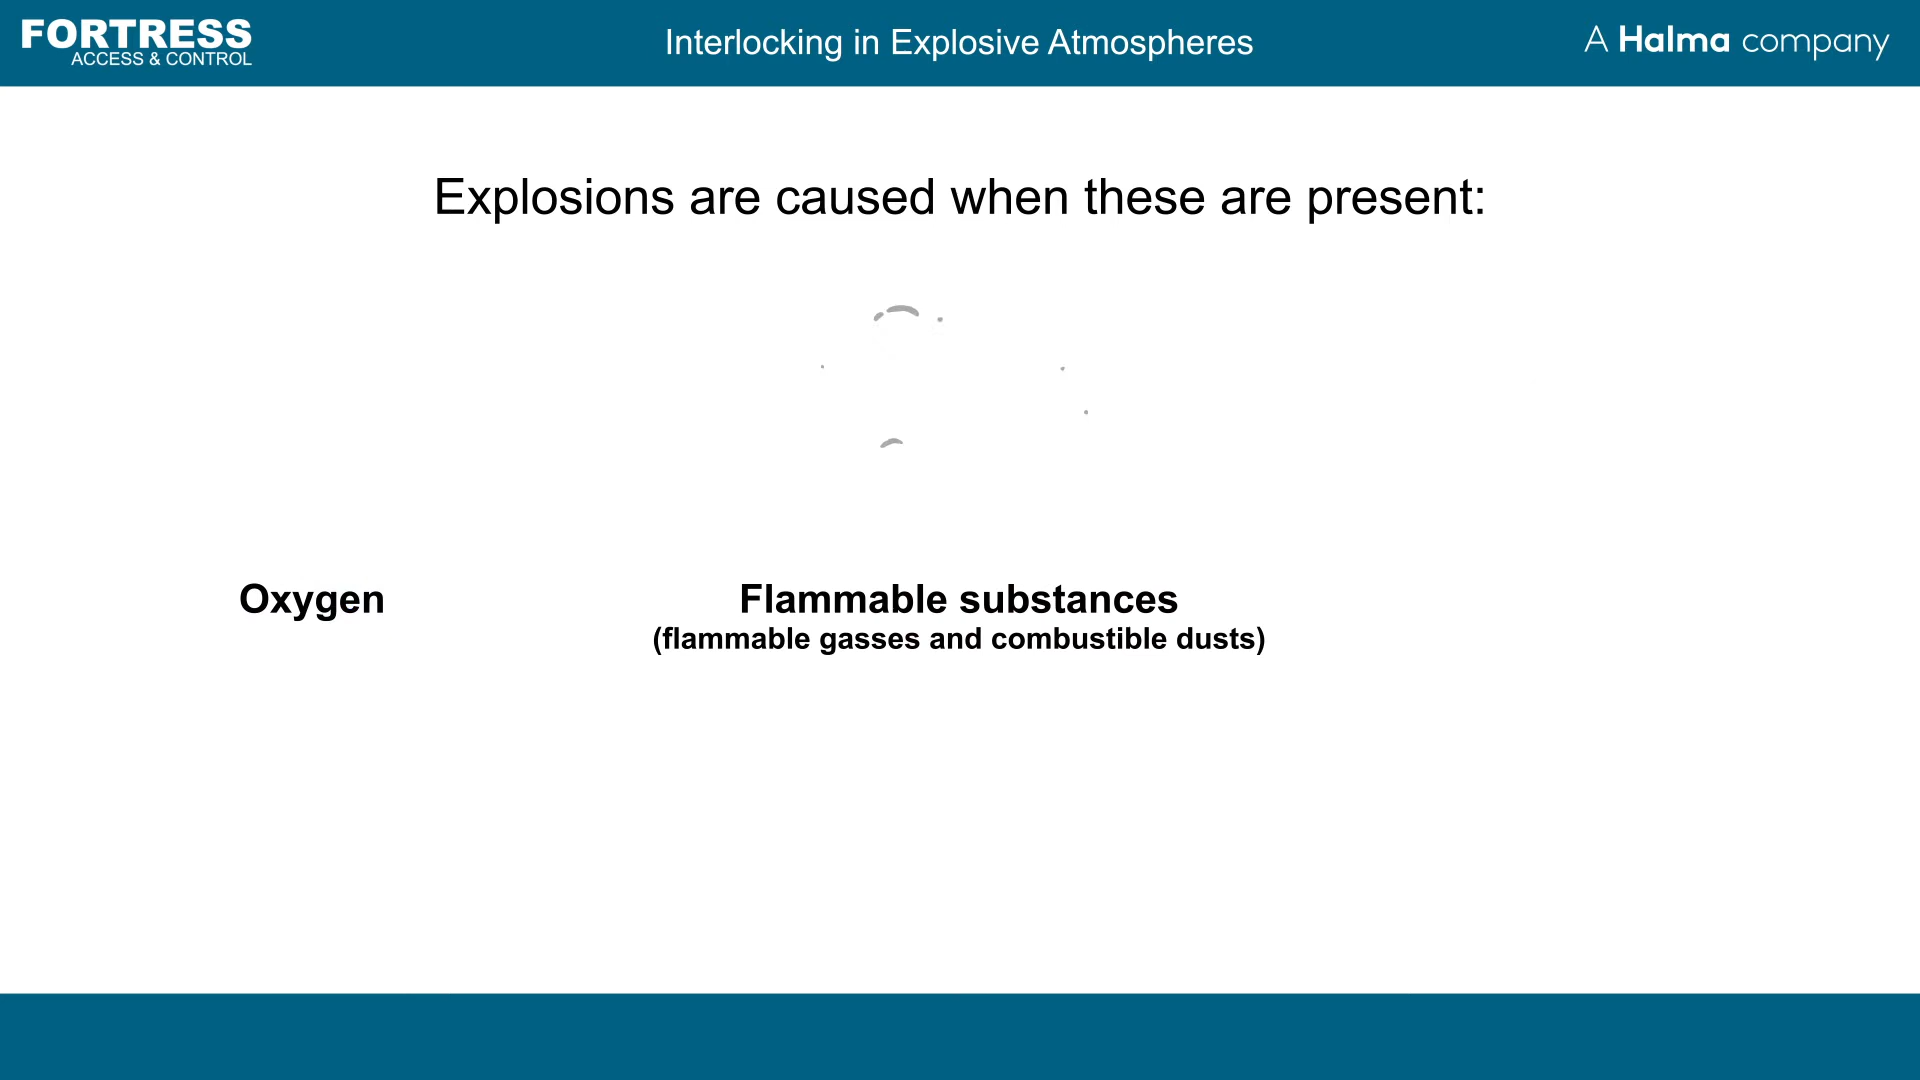 FORTRESS
ACCESS & CONTROL
Interlocking in Explosive Atmospheres
A Halma company
Explosions are caused when these are present:
Oxygen
Flammable substances
(flammable gasses and combustible dusts)